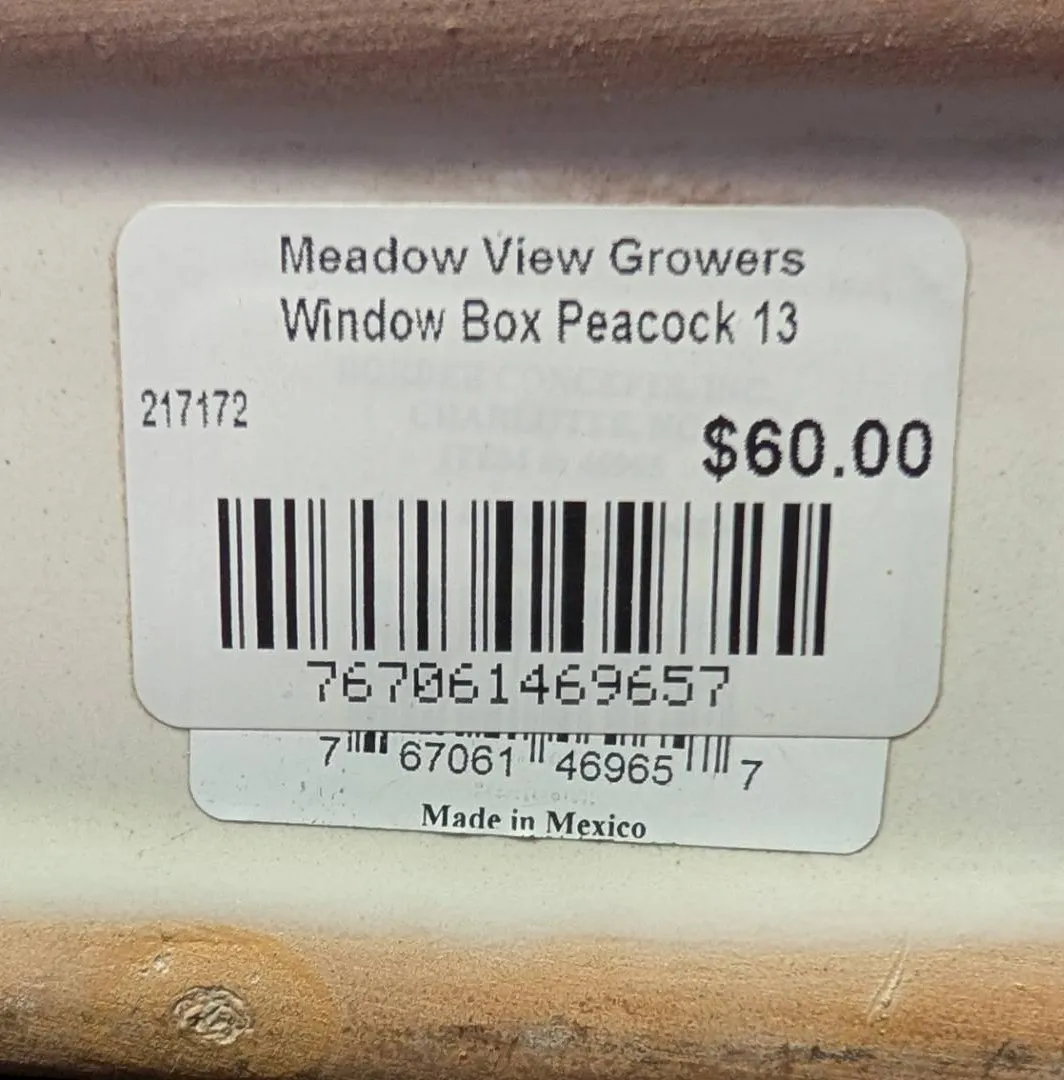 Meadow View Growers
Window Box Peacock 13
217172
$60.00
767061469657
7 67061 46965 7
Made in Mexico